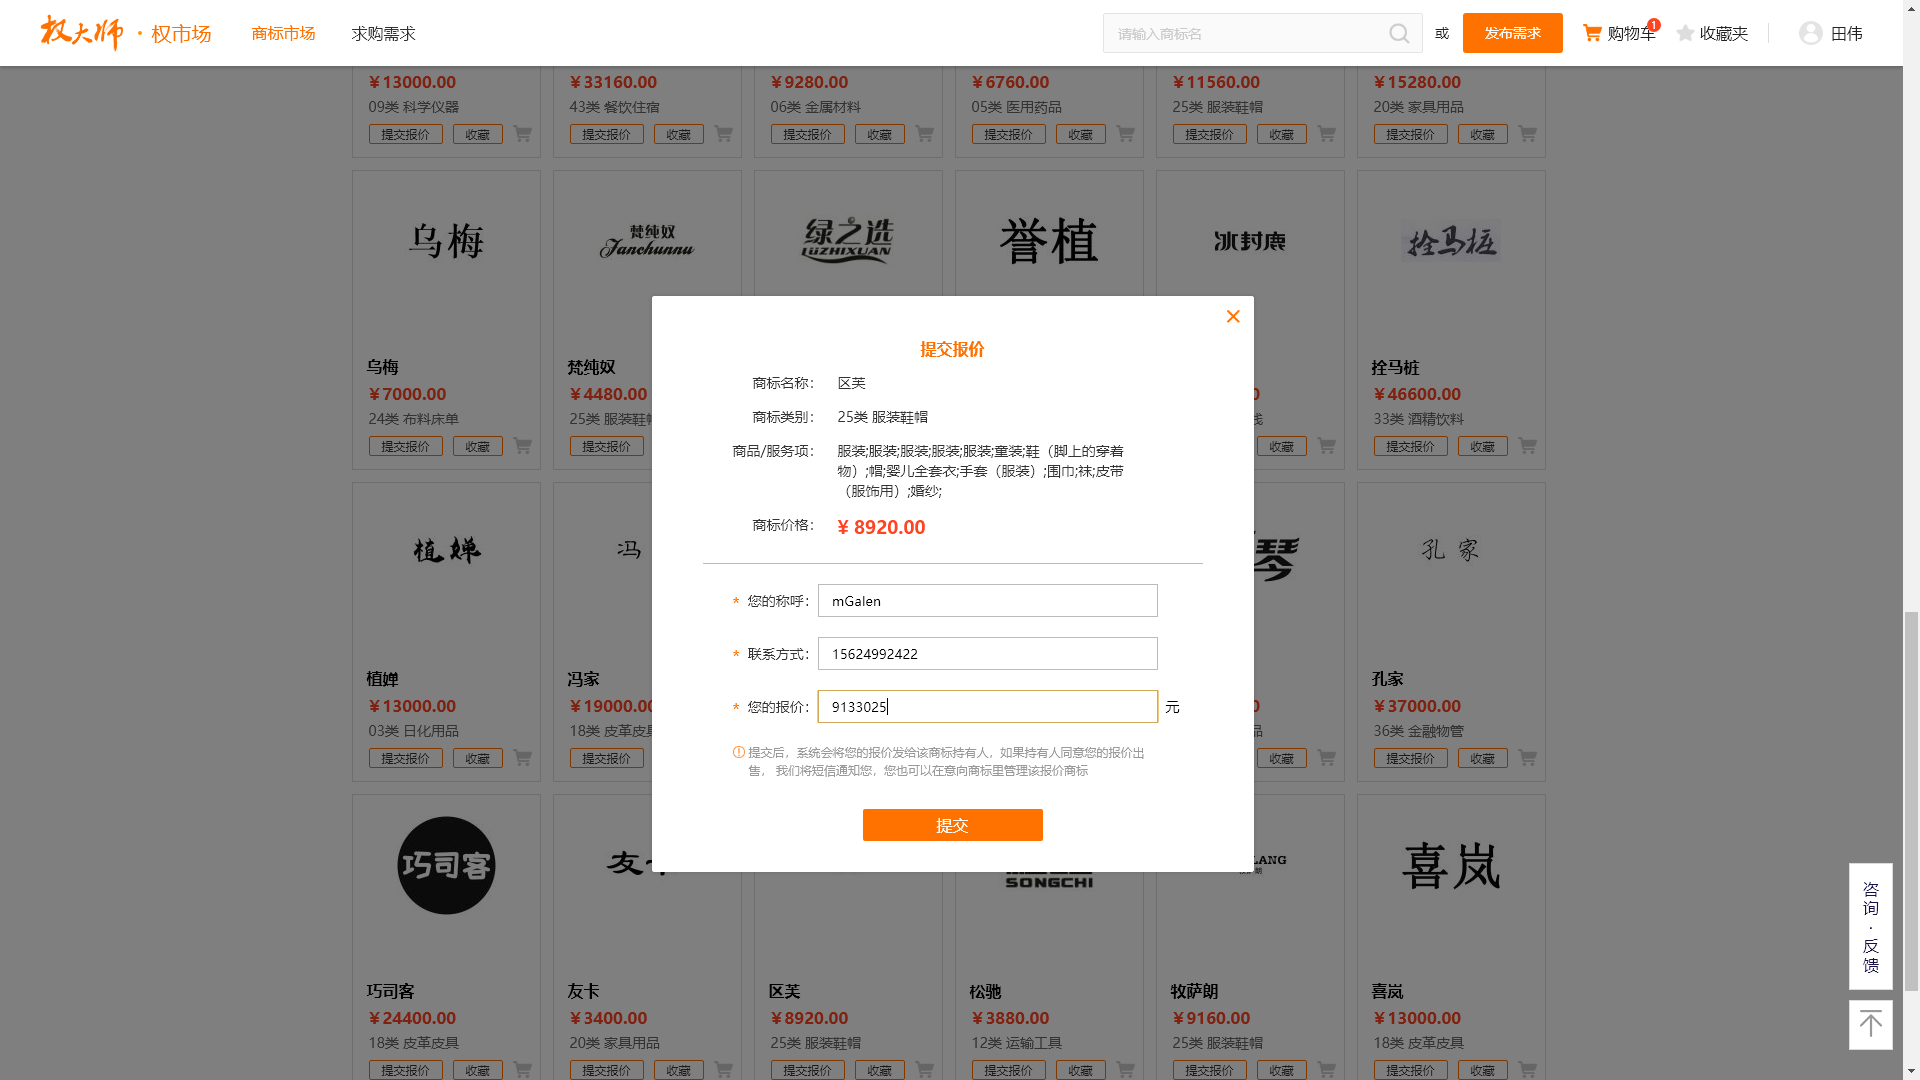 权大师 · 权市场 商标市场 求购需求 请输入商标名 或 发布需求 购物车 1 收藏夹 田伟
￥13000.00 ￥33160.00 ￥9280.00 ￥6760.00 ￥11560.00 ￥15280.00
09类 科学仪器 43类 餐饮住宿 06类 金属材料 05类 医用药品 25类 服装鞋帽 20类 家具用品
提交报价 收藏 提交报价 收藏 提交报价 收藏 提交报价 收藏 提交报价 收藏 提交报价 收藏
乌梅 梵纯奴 绿之选 誉植 冰封鹿 拴马桩
Janchunnu LÜZHIXUAN
乌梅 梵纯奴 拴马桩
￥7000.00 ￥4480.00 ￥46600.00
24类 布料床单 25类 服装鞋帽 33类 酒精饮料
提交报价 收藏 提交报价 收藏 提交报价 收藏
提交报价
商标名称： 区芙
商标类别： 25类 服装鞋帽
商品/服务项： 服装;服装;服装;服装;服装;童装;鞋（脚上的穿着
物）;帽;婴儿全套衣;手套（服装）;围巾;袜;皮带
（服饰用）;婚纱;
商标价格： ¥ 8920.00
* 您的称呼： mGalen
* 联系方式： 15624992422
* 您的报价： 9133025 元
提交后，系统会将您的报价发给该商标持有人，如果持有人同意您的报价出
售， 我们将短信通知您，您也可以在意向商标里管理该报价商标
提交
植婵 冯 琴 孔 家
植婵 冯家 孔家
￥13000.00 ￥19000.00 ￥37000.00
03类 日化用品 18类 皮革皮具 36类 金融物管
提交报价 收藏 提交报价 收藏 提交报价 收藏
巧司客 友卡 SONGCHI LANG 喜岚
巧司客 友卡 区芙 松驰 牧萨朗 喜岚
￥24400.00 ￥3400.00 ￥8920.00 ￥3880.00 ￥9160.00 ￥13000.00
18类 皮革皮具 20类 家具用品 25类 服装鞋帽 12类 运输工具 25类 服装鞋帽 18类 皮革皮具
提交报价 收藏 提交报价 收藏 提交报价 收藏 提交报价 收藏 提交报价 收藏 提交报价 收藏
咨
询
·
反
馈